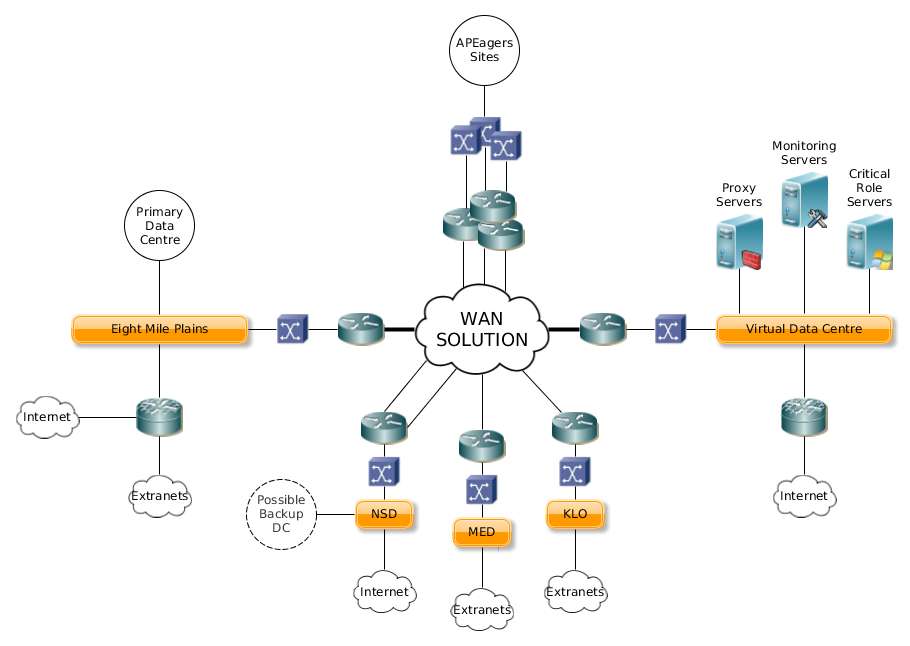 APEagers
Sites
Monitoring
Servers
Proxy
Servers
Critical
Role
Servers
Primary
Data
Centre
WAN
SOLUTION
Eight Mile Plains
Virtual Data Centre
Internet
Extranets
Possible
Backup
DC
NSD
MED
KLO
Internet
Internet
Extranets
Extranets